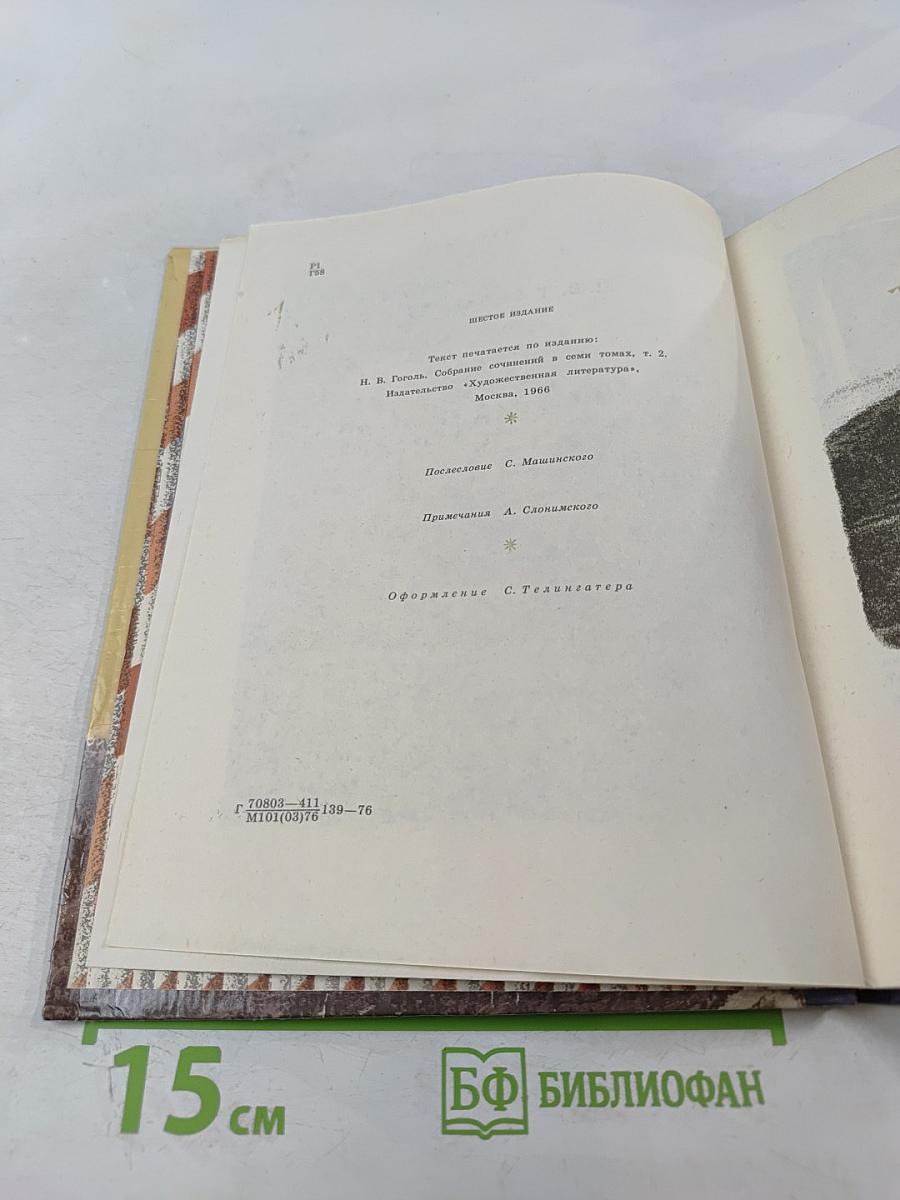 Р1
Г58
ШЕСТОЕ ИЗДАНИЕ
Текст печатается по изданию:
Н. В. Гоголь. Собрание сочинений в семи томах, т. 2.
Издательство «Художественная литература»,
Москва, 1966
Послесловие С. Машинского
Примечания А. Слонимского
Оформление С. Телингатера
Г 70803—411 139—76
М101(03)76
15 см
БФ БИБЛИОФАН